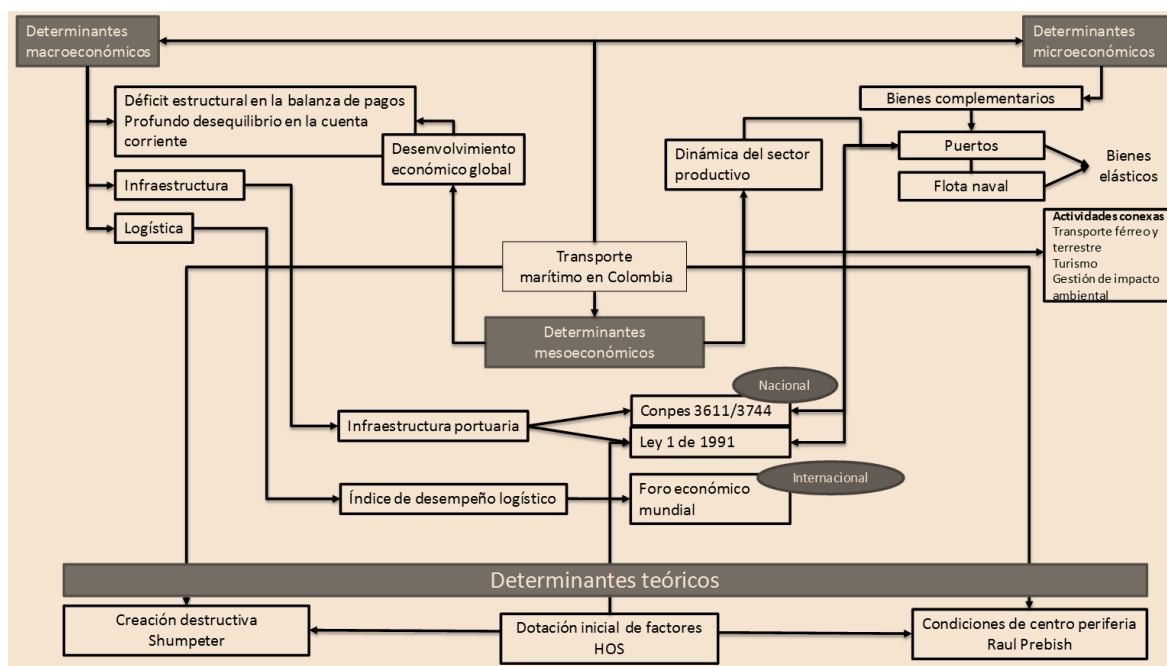 Determinantes
macroeconómicos
Determinantes
microeconómicos
Déficit estructural en la balanza de pagos
Profundo desequilibrio en la cuenta
corriente
Desenvolvimiento
económico global
Infraestructura
Logística
Bienes complementarios
Puertos
Flota naval
Bienes
elásticos
Dinámica del sector
productivo
Actividades conexas
Transporte férreo y
terrestre
Turismo
Gestión de impacto
ambiental
Transporte
marítimo en Colombia
Determinantes
mesoeconómicos
Nacional
Conpes 3611/3744
Infraestructura portuaria
Ley 1 de 1991
Internacional
Índice de desempeño logístico
Foro económico
mundial
Determinantes teóricos
Creación destructiva
Shumpeter
Dotación inicial de factores
HOS
Condiciones de centro periferia
Raul Prebish